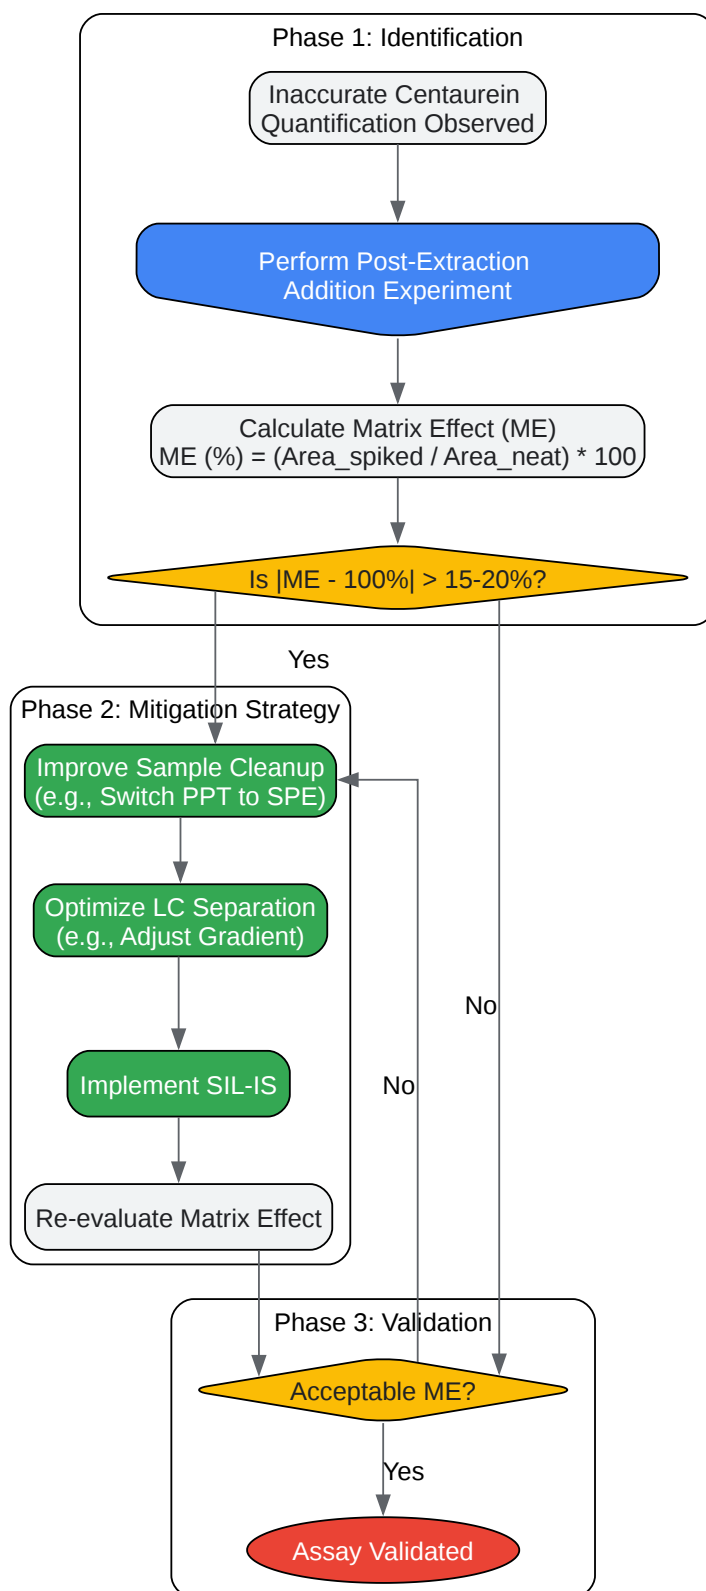 Phase 1: Identification
Inaccurate Centaurein
Quantification Observed
Perform Post-Extraction
Addition Experiment
Calculate Matrix Effect (ME)
ME (%) = (Area_spiked / Area_neat) * 100
Is |ME - 100%| > 15-20%?
Yes
Phase 2: Mitigation Strategy
Improve Sample Cleanup
(e.g., Switch PPT to SPE)
Optimize LC Separation
(e.g., Adjust Gradient)
No
Implement SIL-IS
No
Re-evaluate Matrix Effect
Phase 3: Validation
Acceptable ME?
Yes
Assay Validated